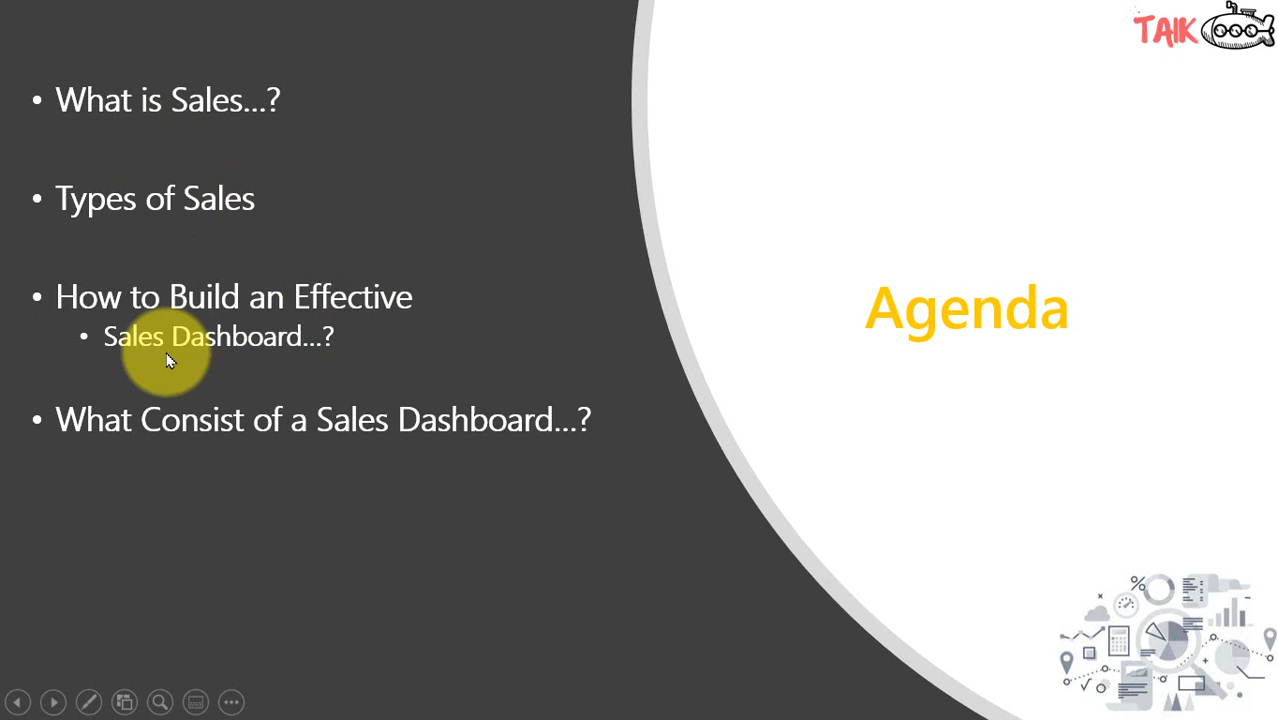 TAIK
• What is Sales...?
• Types of Sales
• How to Build an Effective
• Sales Dashboard...?
• What Consist of a Sales Dashboard...?
Agenda